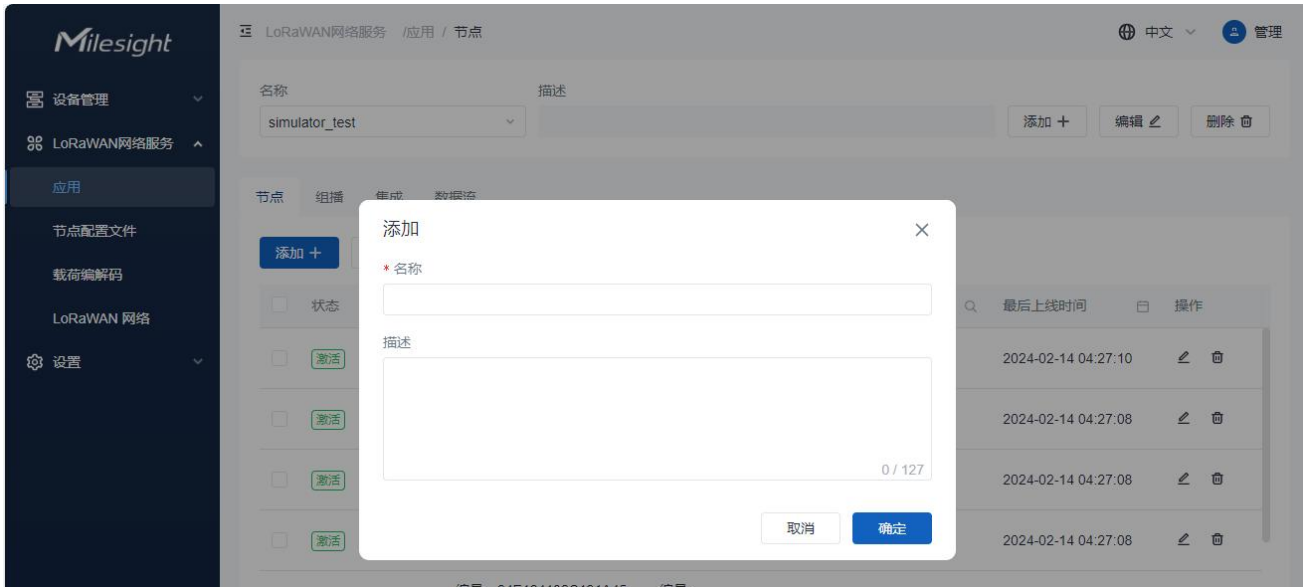 Milesight
LoRaWAN网络服务 /应用 / 节点
中文
管理
设备管理
LoRaWAN网络服务
应用
节点配置文件
载荷编解码
LoRaWAN 网络
设置
名称
描述
simulator_test
添加
编辑
删除
节点 组播 集成 数据流
添加
状态 最后上线时间 操作
激活 2024-02-14 04:27:10
激活 2024-02-14 04:27:08
激活 2024-02-14 04:27:08
激活 2024-02-14 04:27:08
添加
* 名称
描述
0 / 127
取消 确定